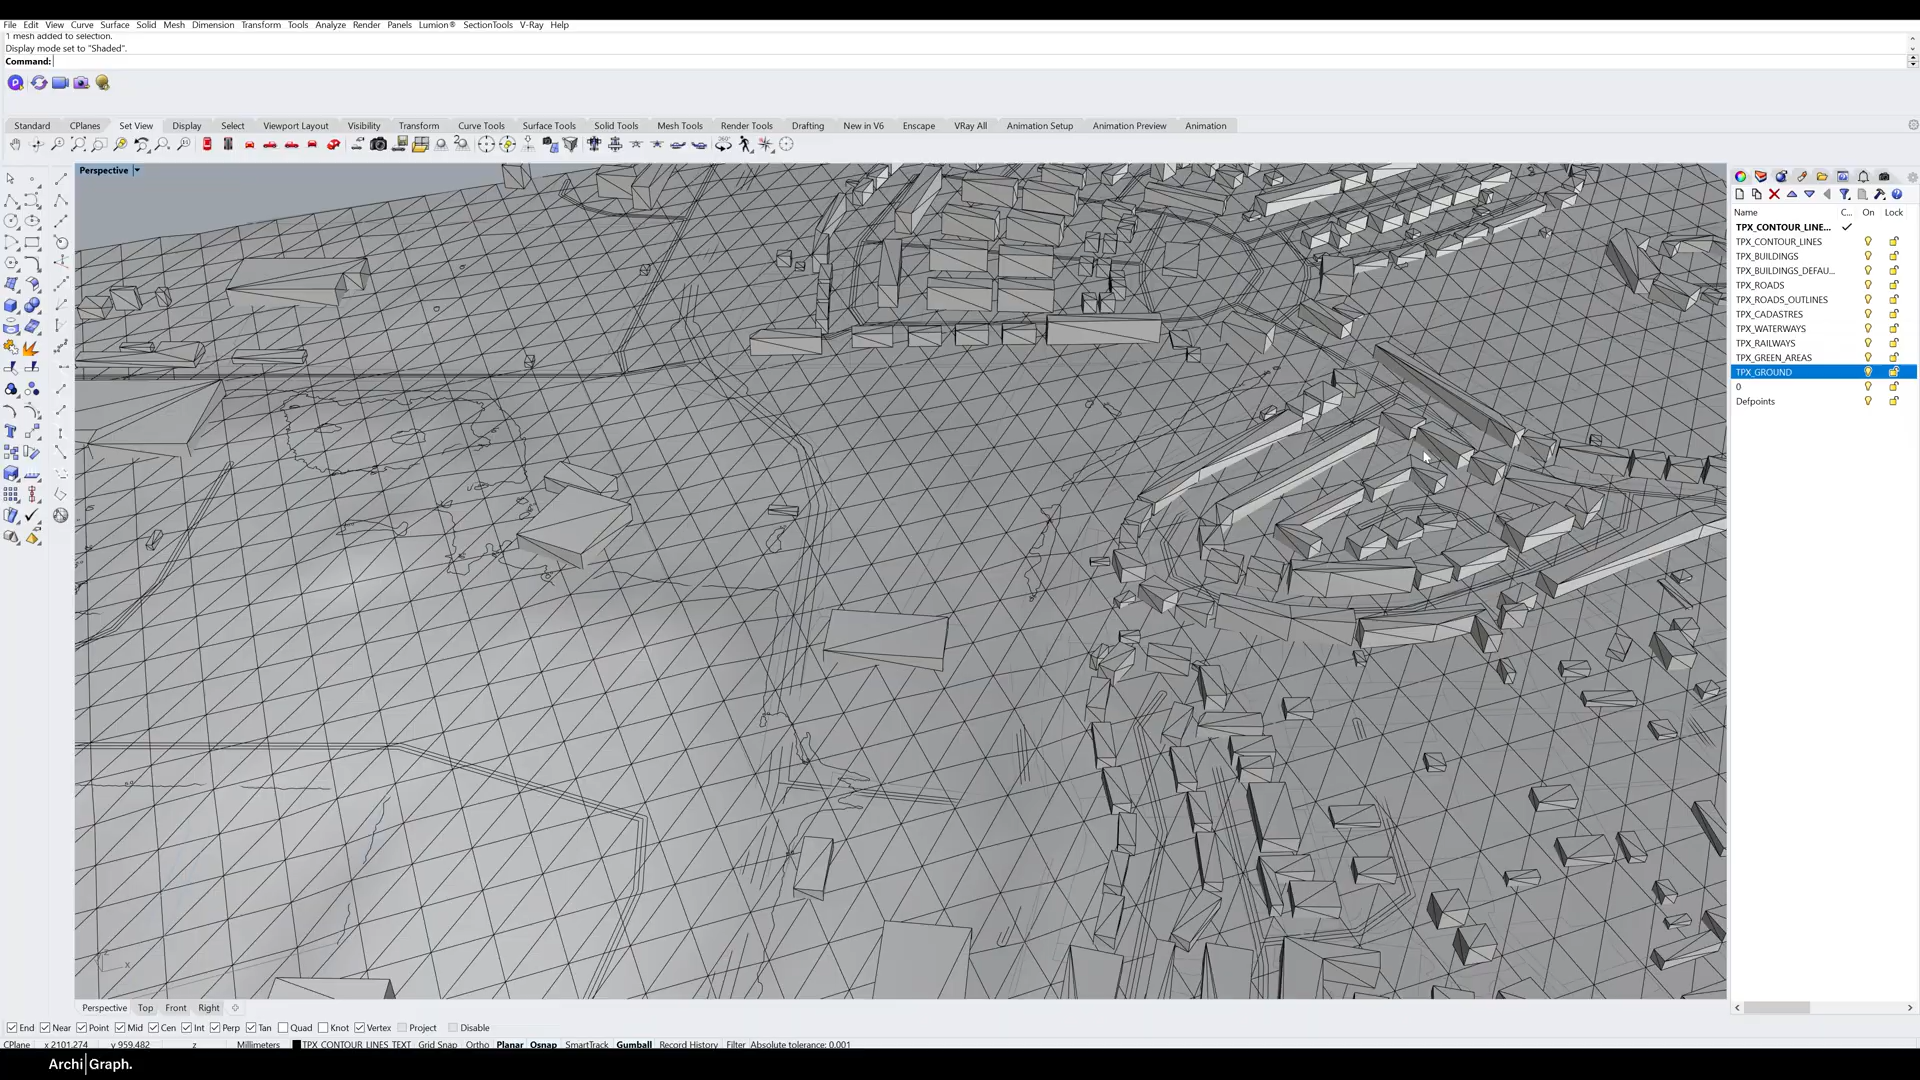 File Edit View Curve Surface Solid Mesh Dimension Transform Tools Analyze Render Panels Lumion® SectionTools V-Ray Help
1 mesh added to selection.
Display mode set to "Shaded".
Command:
Standard CPlanes Set View Display Select Viewport Layout Visibility Transform Curve Tools Surface Tools Solid Tools Mesh Tools Render Tools Drafting New in V6 Enscape VRay All Animation Setup Animation Preview Animation
Perspective
Name C... On Lock
TPX_CONTOUR_LINE...
TPX_CONTOUR_LINES
TPX_BUILDINGS
TPX_BUILDINGS_DEFAU...
TPX_ROADS
TPX_ROADS_OUTLINES
TPX_CADASTRES
TPX_WATERWAYS
TPX_RAILWAYS
TPX_GREEN_AREAS
TPX_GROUND
0
Defpoints
x
Perspective Top Front Right
End Near Point Mid Cen Int Perp Tan Quad Knot Vertex Project Disable
CPlane x 2101.274 y 959.482 z Millimeters TPX_CONTOUR_LINES_TEXT Grid Snap Ortho Planar Osnap SmartTrack Gumball Record History Filter Absolute tolerance: 0.001
Archi|Graph.